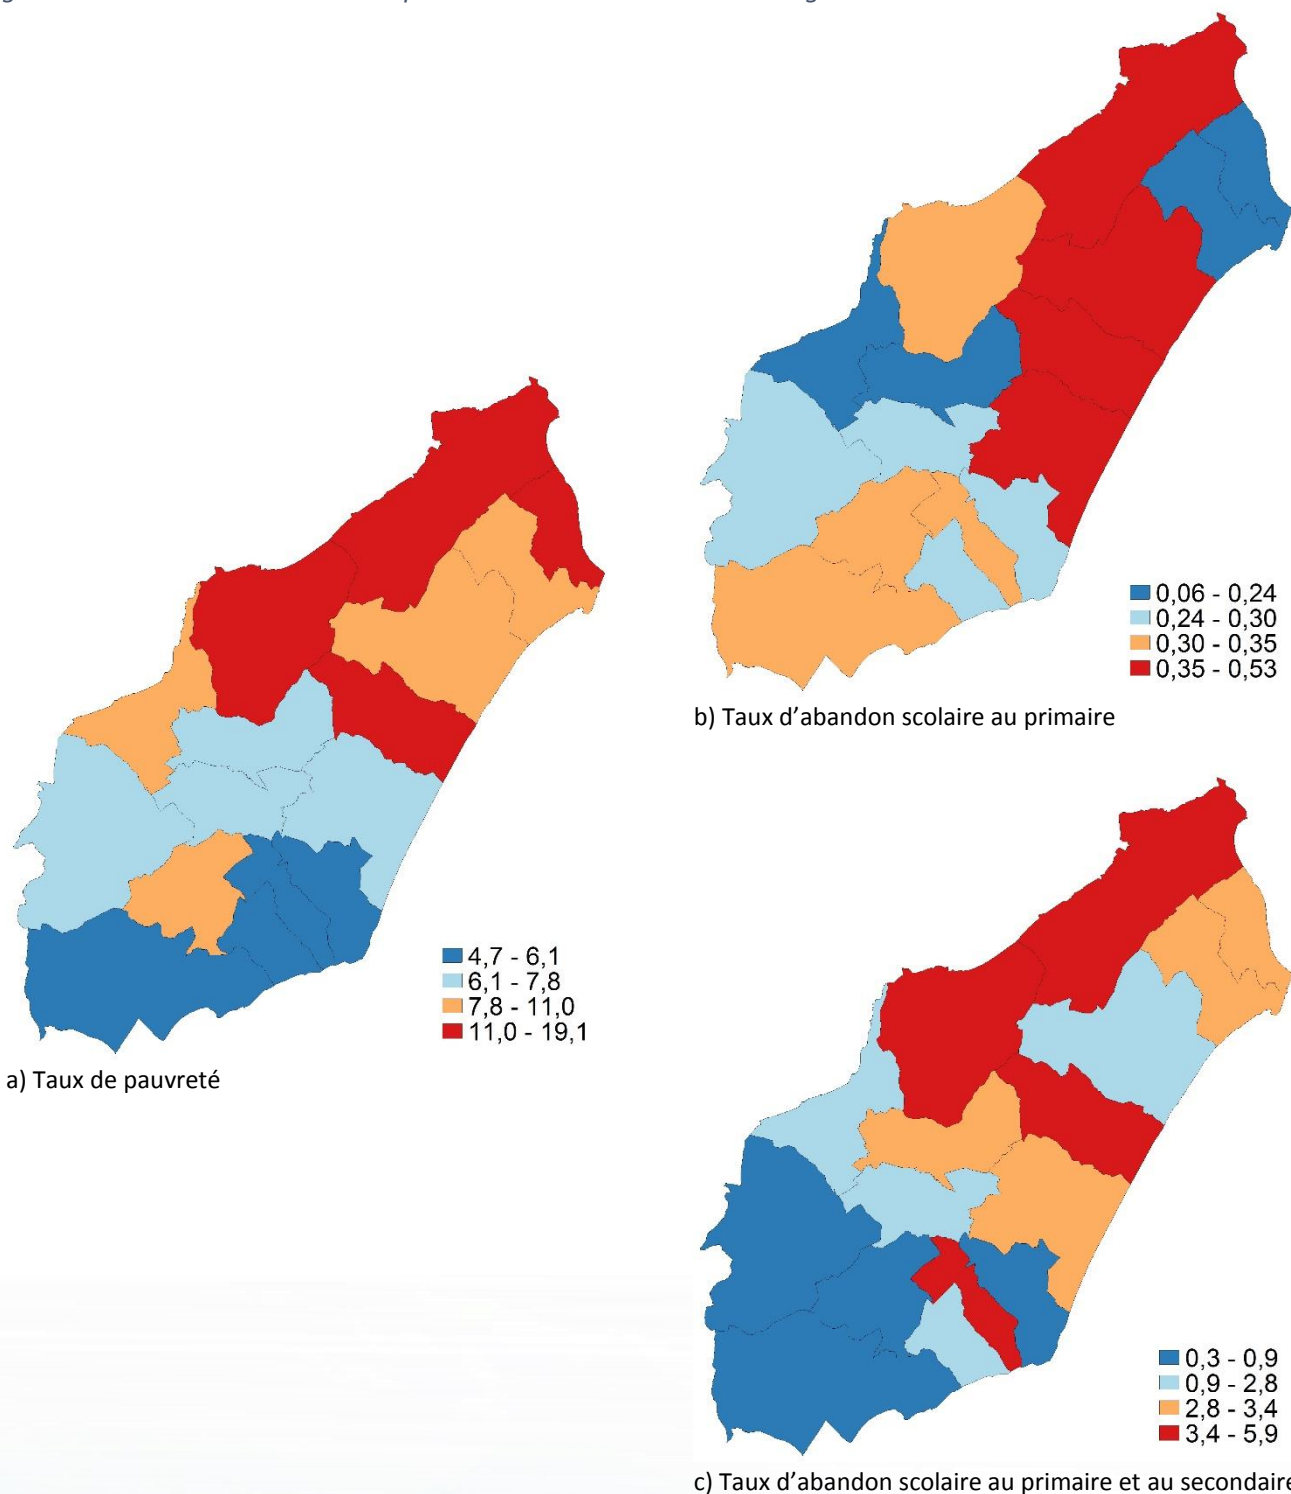 0,06 - 0,24
0,24 - 0,30
0,30 - 0,35
0,35 - 0,53
b) Taux d’abandon scolaire au primaire
4,7 - 6,1
6,1 - 7,8
7,8 - 11,0
11,0 - 19,1
a) Taux de pauvreté
0,3 - 0,9
0,9 - 2,8
2,8 - 3,4
3,4 - 5,9
c) Taux d’abandon scolaire au primaire et au secondaire